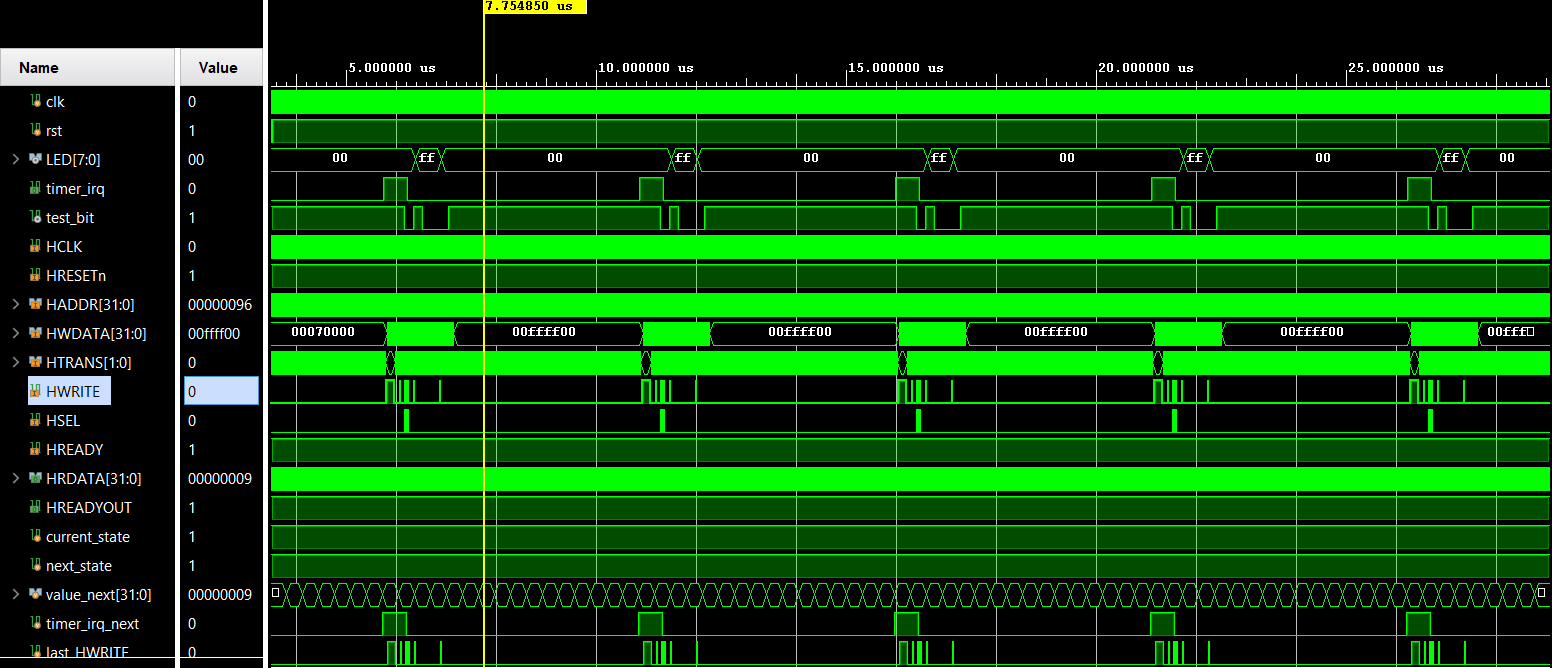 7.754850 us
Name Value 5.000000 us 10.000000 us 15.000000 us 20.000000 us 25.000000 us
clk 0
rst 1
LED[7:0] 00 00 ff 00 ff 00 ff 00 ff 00 ff 00
timer_irq 0
test_bit 1
HCLK 0
HRESETn 1
HADDR[31:0] 00000096
HWDATA[31:0] 00ffff00 00070000 00ffff00 00ffff00 00ffff00 00ffff00 00fff
HTRANS[1:0] 0
HWRITE 0
HSEL 0
HREADY 1
HRDATA[31:0] 00000009
HREADYOUT 1
current_state 1
next_state 1
value_next[31:0] 00000009
timer_irq_next 0
last_HWRITE 0